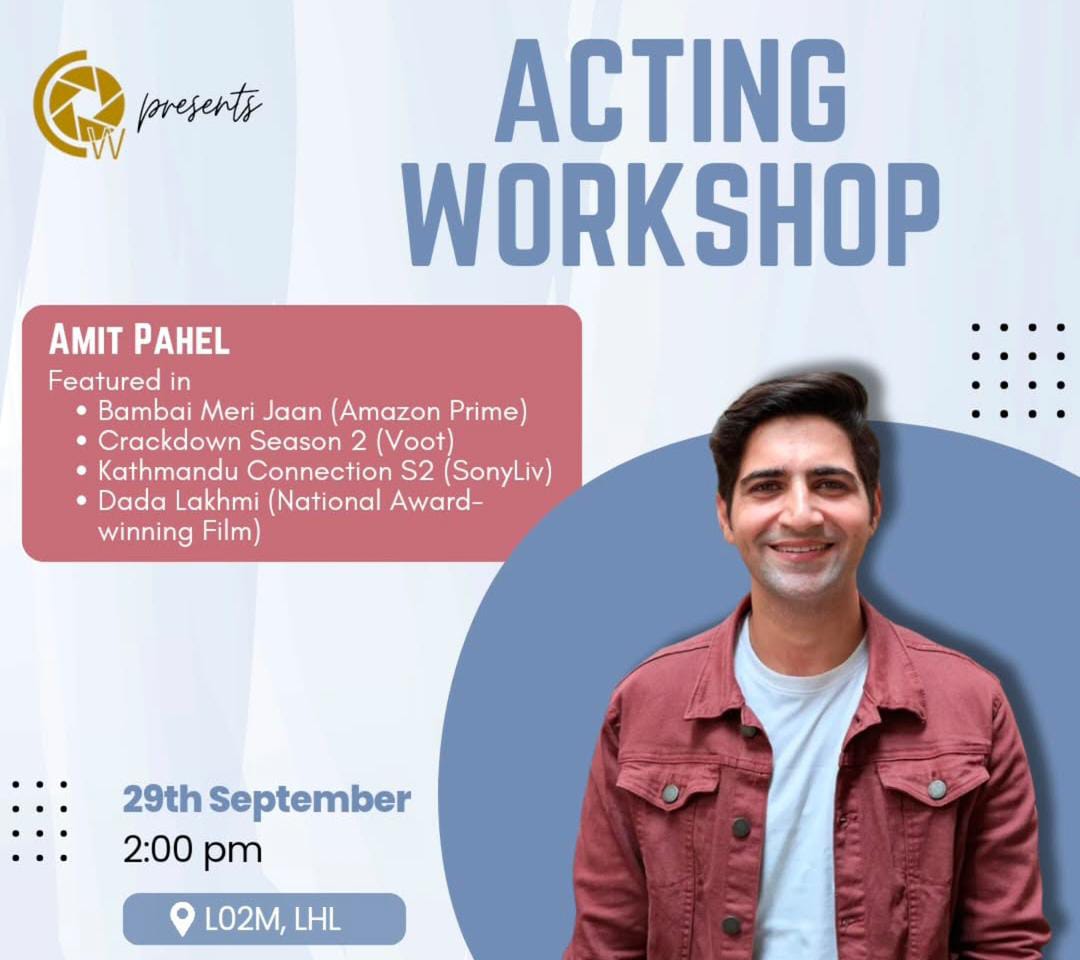 W presents
ACTING
WORKSHOP
AMIT PAHEL
Featured in
• Bambai Meri Jaan (Amazon Prime)
• Crackdown Season 2 (Voot)
• Kathmandu Connection S2 (SonyLiv)
• Dada Lakhmi (National Award-
winning Film)
29th September
2:00 pm
L02M, LHL